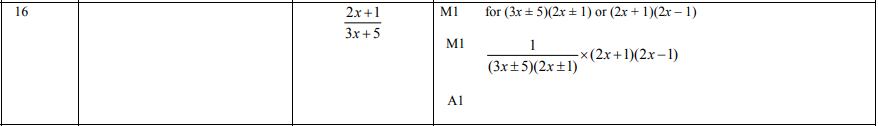 16
2x+1
3x+5
M1 for (3x ± 5)(2x ± 1) or (2x + 1)(2x – 1)
M1
1
(3x±5)(2x±1)
×(2x+1)(2x−1)
A1